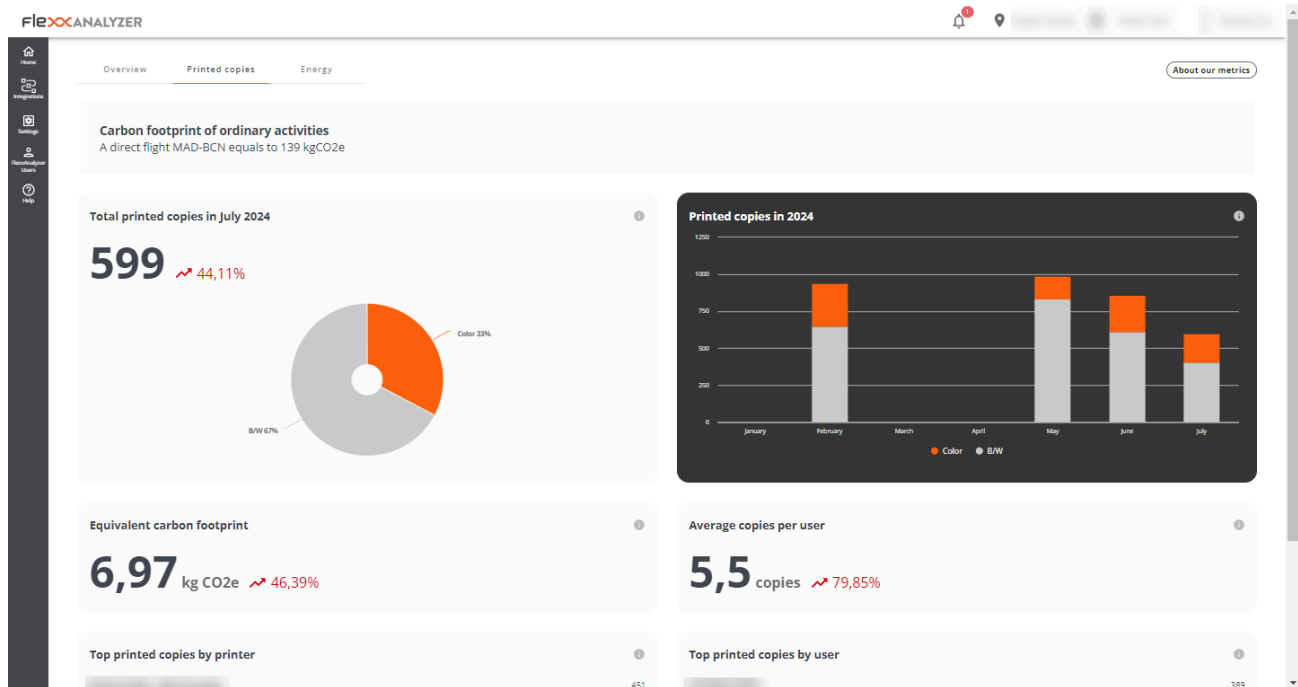 FlexxANALYZER
1
Home
Integrations
Settings
FlexxAnalyzer
Users
Help
Overview
Printed copies
Energy
About our metrics
Carbon footprint of ordinary activities
A direct flight MAD-BCN equals to 139 kgCO2e
Total printed copies in July 2024
599
44,11%
Color 33%
B/W 67%
Printed copies in 2024
1250
1000
750
500
250
0
January
February
March
April
May
June
July
Color
B/W
Equivalent carbon footprint
6,97 kg CO2e 46,39%
Average copies per user
5,5 copies 79,85%
Top printed copies by printer
451
Top printed copies by user
389